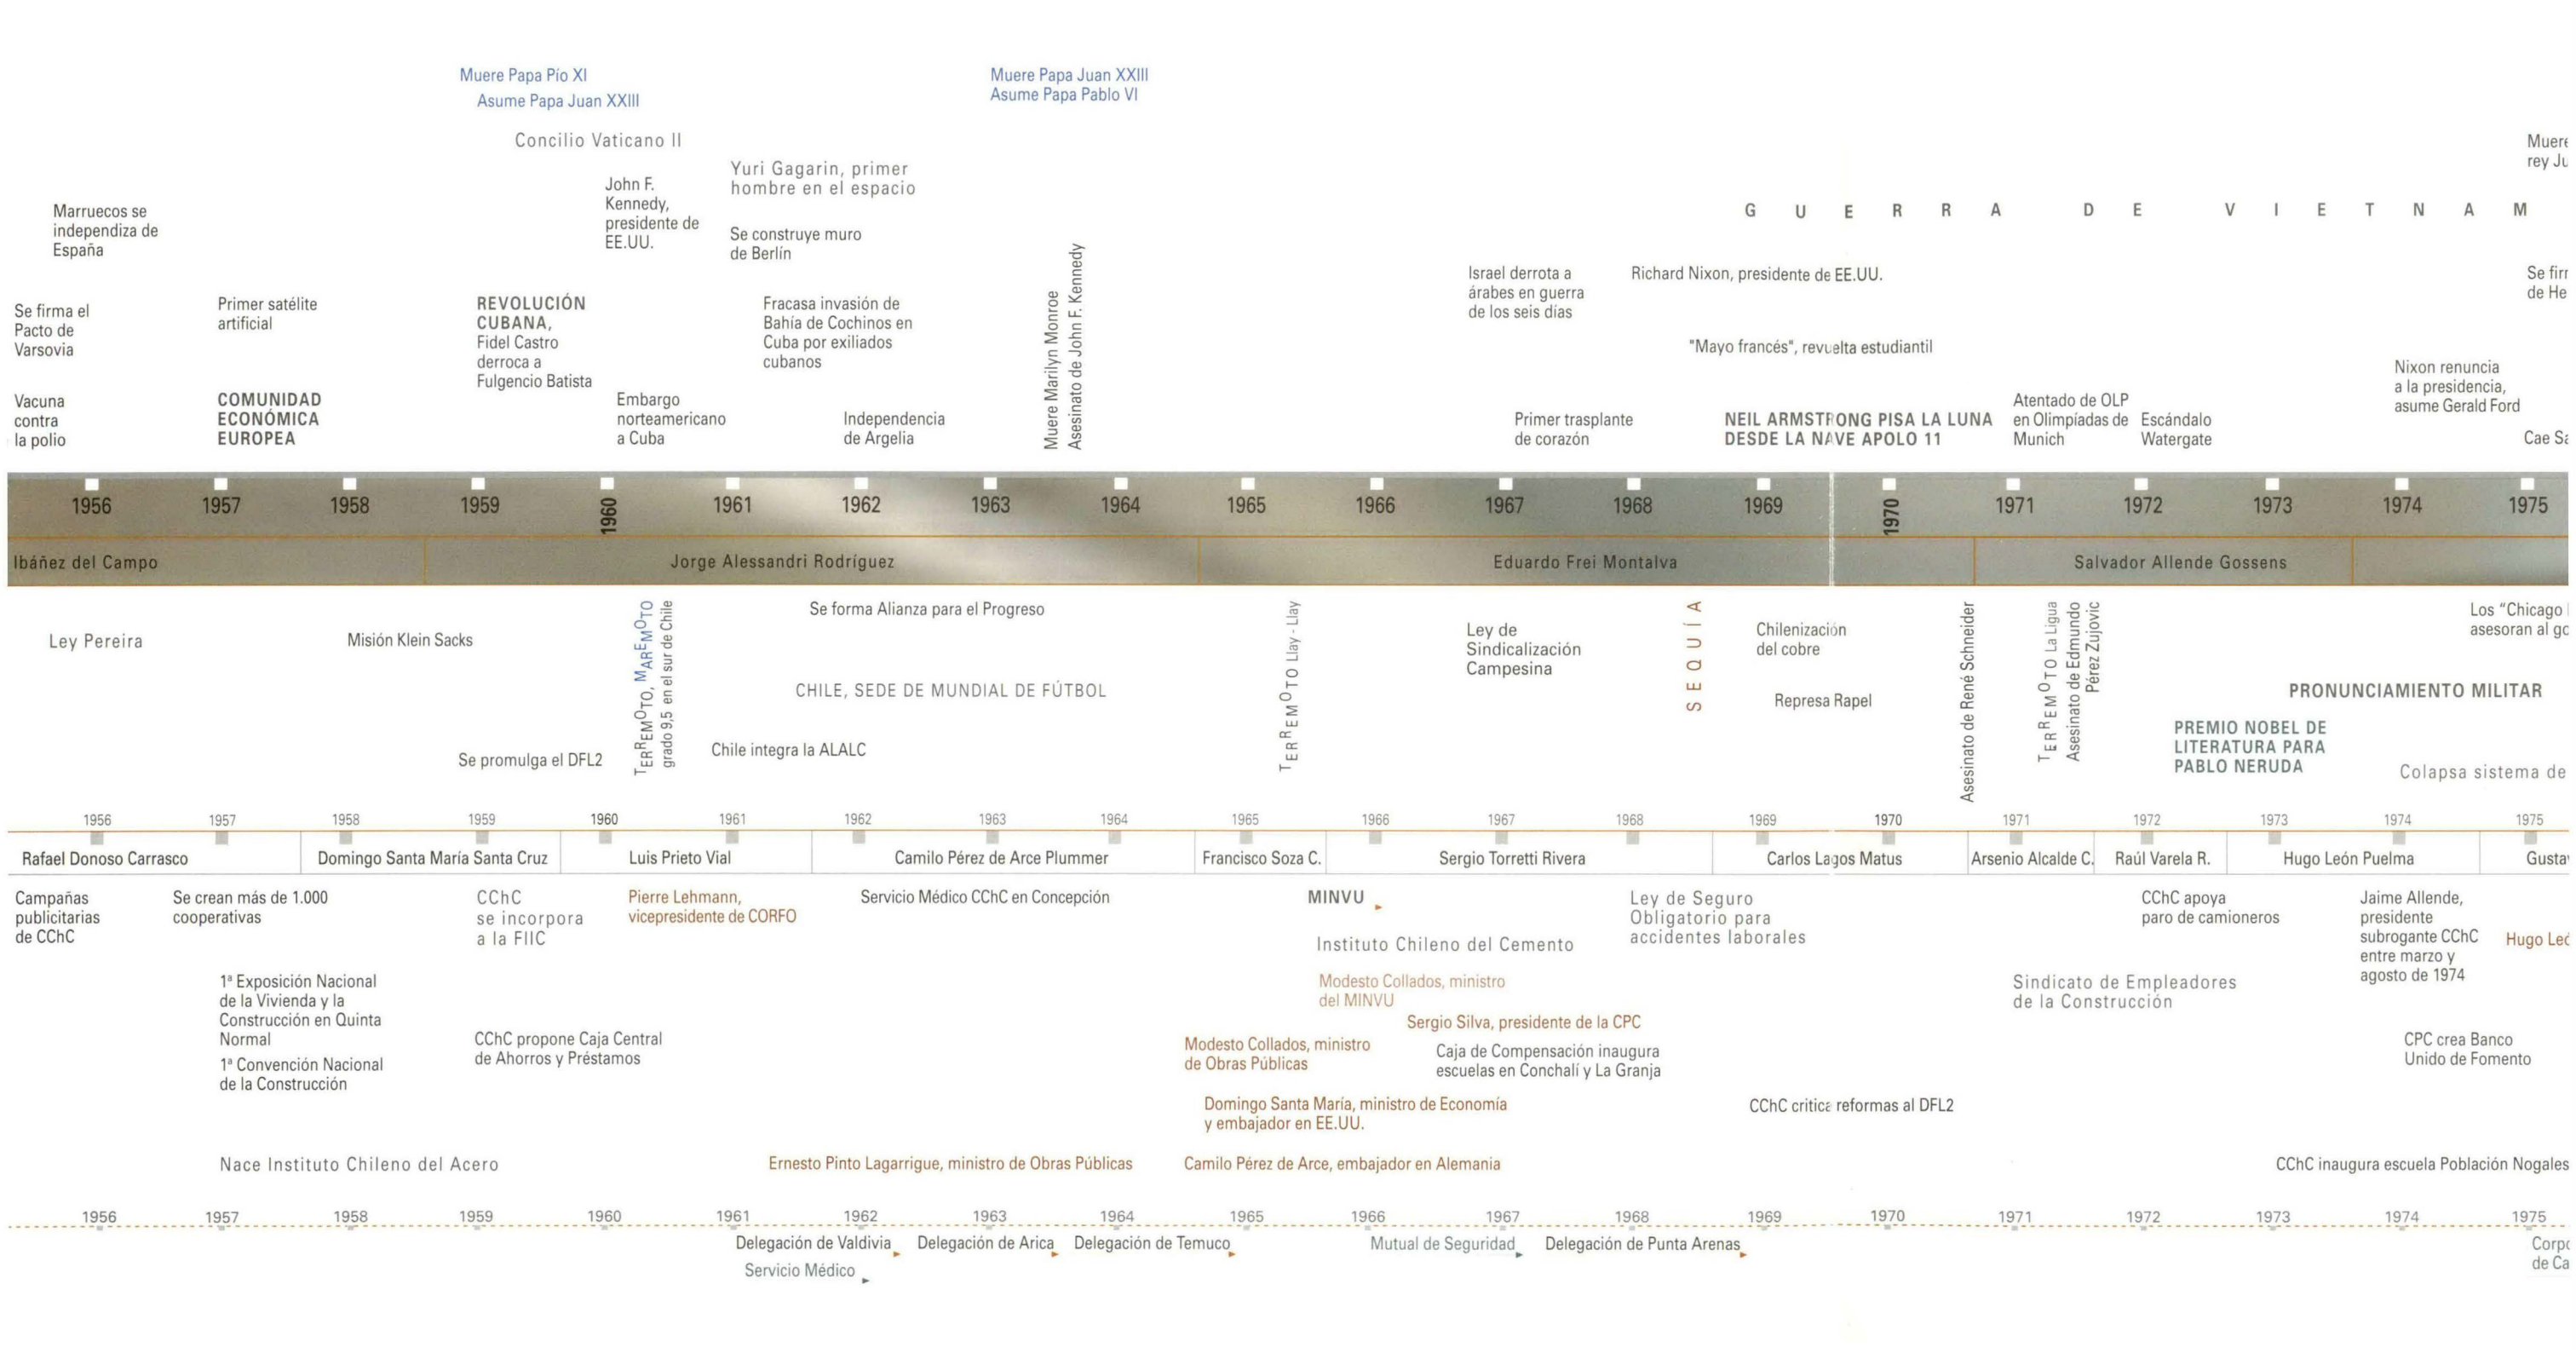 Muere Papa Pío XI
Asume Papa Juan XXIII
Muere Papa Juan XXIII
Asume Papa Pablo VI
Concilio Vaticano II
Yuri Gagarin, primer
hombre en el espacio
John F.
Kennedy,
presidente de
EE.UU.
Se construye muro
de Berlín
Marruecos se
independiza de
España
Muere
rey
GUERRA DE VIETNAM
Israel derrota a
árabes en guerra
de los seis días
Richard Nixon, presidente de EE.UU.
Se
de He
Se firma el
Pacto de
Varsovia
Primer satélite
artificial
REVOLUCIÓN
CUBANA,
Fidel Castro
derroca a
Fulgencio Batista
Fracasa invasión de
Bahía de Cochinos en
Cuba por exiliados
cubanos
Muere Marilyn Monroe
Asesinato de John F. Kennedy
"Mayo francés", revuelta estudiantil
Nixon renuncia
a la presidencia,
asume Gerald Ford
Vacuna
contra
la polio
COMUNIDAD
ECONÓMICA
EUROPEA
Embargo
norteamericano
a Cuba
Independencia
de Argelia
Primer trasplante
de corazón
NEIL ARMSTRONG PISA LA LUNA
DESDE LA NAVE APOLO 11
Atentado de OLP
en Olimpíadas de
Munich
Escándalo
Watergate
Cae
1956 1957 1958 1959 1960 1961 1962 1963 1964 1965 1966 1967 1968 1969 1970 1971 1972 1973 1974 1975
Ibáñez del Campo
Jorge Alessandri Rodríguez
Eduardo Frei Montalva
Salvador Allende Gossens
Ley Pereira
Misión Klein Sacks
Se promulga el DFL2
TERREMOTO, MAREMOTO
grado 9,5 en el sur de Chile
Se forma Alianza para el Progreso
CHILE, SEDE DE MUNDIAL DE FÚTBOL
Chile integra la ALALC
TERREMOTO Llay - Llay
Ley de
Sindicalización
Campesina
SEQUÍA
Chilenización
del cobre
Represa Rapel
Asesinato de René Schneider
TERREMOTO La Ligua
Asesinato de Edmundo
Pérez Zujovic
Los "Chicago
asesoran al
PRONUNCIAMIENTO MILITAR
PREMIO NOBEL DE
LITERATURA PARA
PABLO NERUDA
Colapsa sistema de
1956 1957 1958 1959 1960 1961 1962 1963 1964 1965 1966 1967 1968 1969 1970 1971 1972 1973 1974 1975
Rafael Donoso Carrasco
Domingo Santa María Santa Cruz
Luis Prieto Vial
Camilo Pérez de Arce Plummer
Francisco Soza C.
Sergio Torretti Rivera
Carlos Lagos Matus
Arsenio Alcalde C.
Raúl Varela R.
Hugo León Puelma
Gusta
Campañas
publicitarias
de CChC
Se crean más de 1.000
cooperativas
CChC
se incorpora
a la FIIC
Pierre Lehmann,
vicepresidente de CORFO
Servicio Médico CChC en Concepción
MINVU
Ley de Seguro
Obligatorio para
accidentes laborales
CChC apoya
paro de camioneros
Jaime Allende,
presidente
subrogante CChC
entre marzo y
agosto de 1974
Hugo
Instituto Chileno del Cemento
1ª Exposición Nacional
de la Vivienda y la
Construcción en Quinta
Normal
Modesto Collados, ministro
del MINVU
Sindicato de Empleadores
de la Construcción
Sergio Silva, presidente de la CPC
CChC propone Caja Central
de Ahorros y Préstamos
Modesto Collados, ministro
de Obras Públicas
Caja de Compensación inaugura
escuelas en Conchalí y La Granja
CPC crea Banco
Unido de Fomento
1ª Convención Nacional
de la Construcción
Domingo Santa María, ministro de Economía
y embajador en EE.UU.
CChC critica reformas al DFL2
Nace Instituto Chileno del Acero
Ernesto Pinto Lagarrigue, ministro de Obras Públicas
Camilo Pérez de Arce, embajador en Alemania
CChC inaugura escuela Población Nogales
1956 1957 1958 1959 1960 1961 1962 1963 1964 1965 1966 1967 1968 1969 1970 1971 1972 1973 1974 1975
Delegación de Valdivia
Delegación de Arica
Delegación de Temuco
Mutual de Seguridad
Delegación de Punta Arenas
Servicio Médico
Corp
de Ca